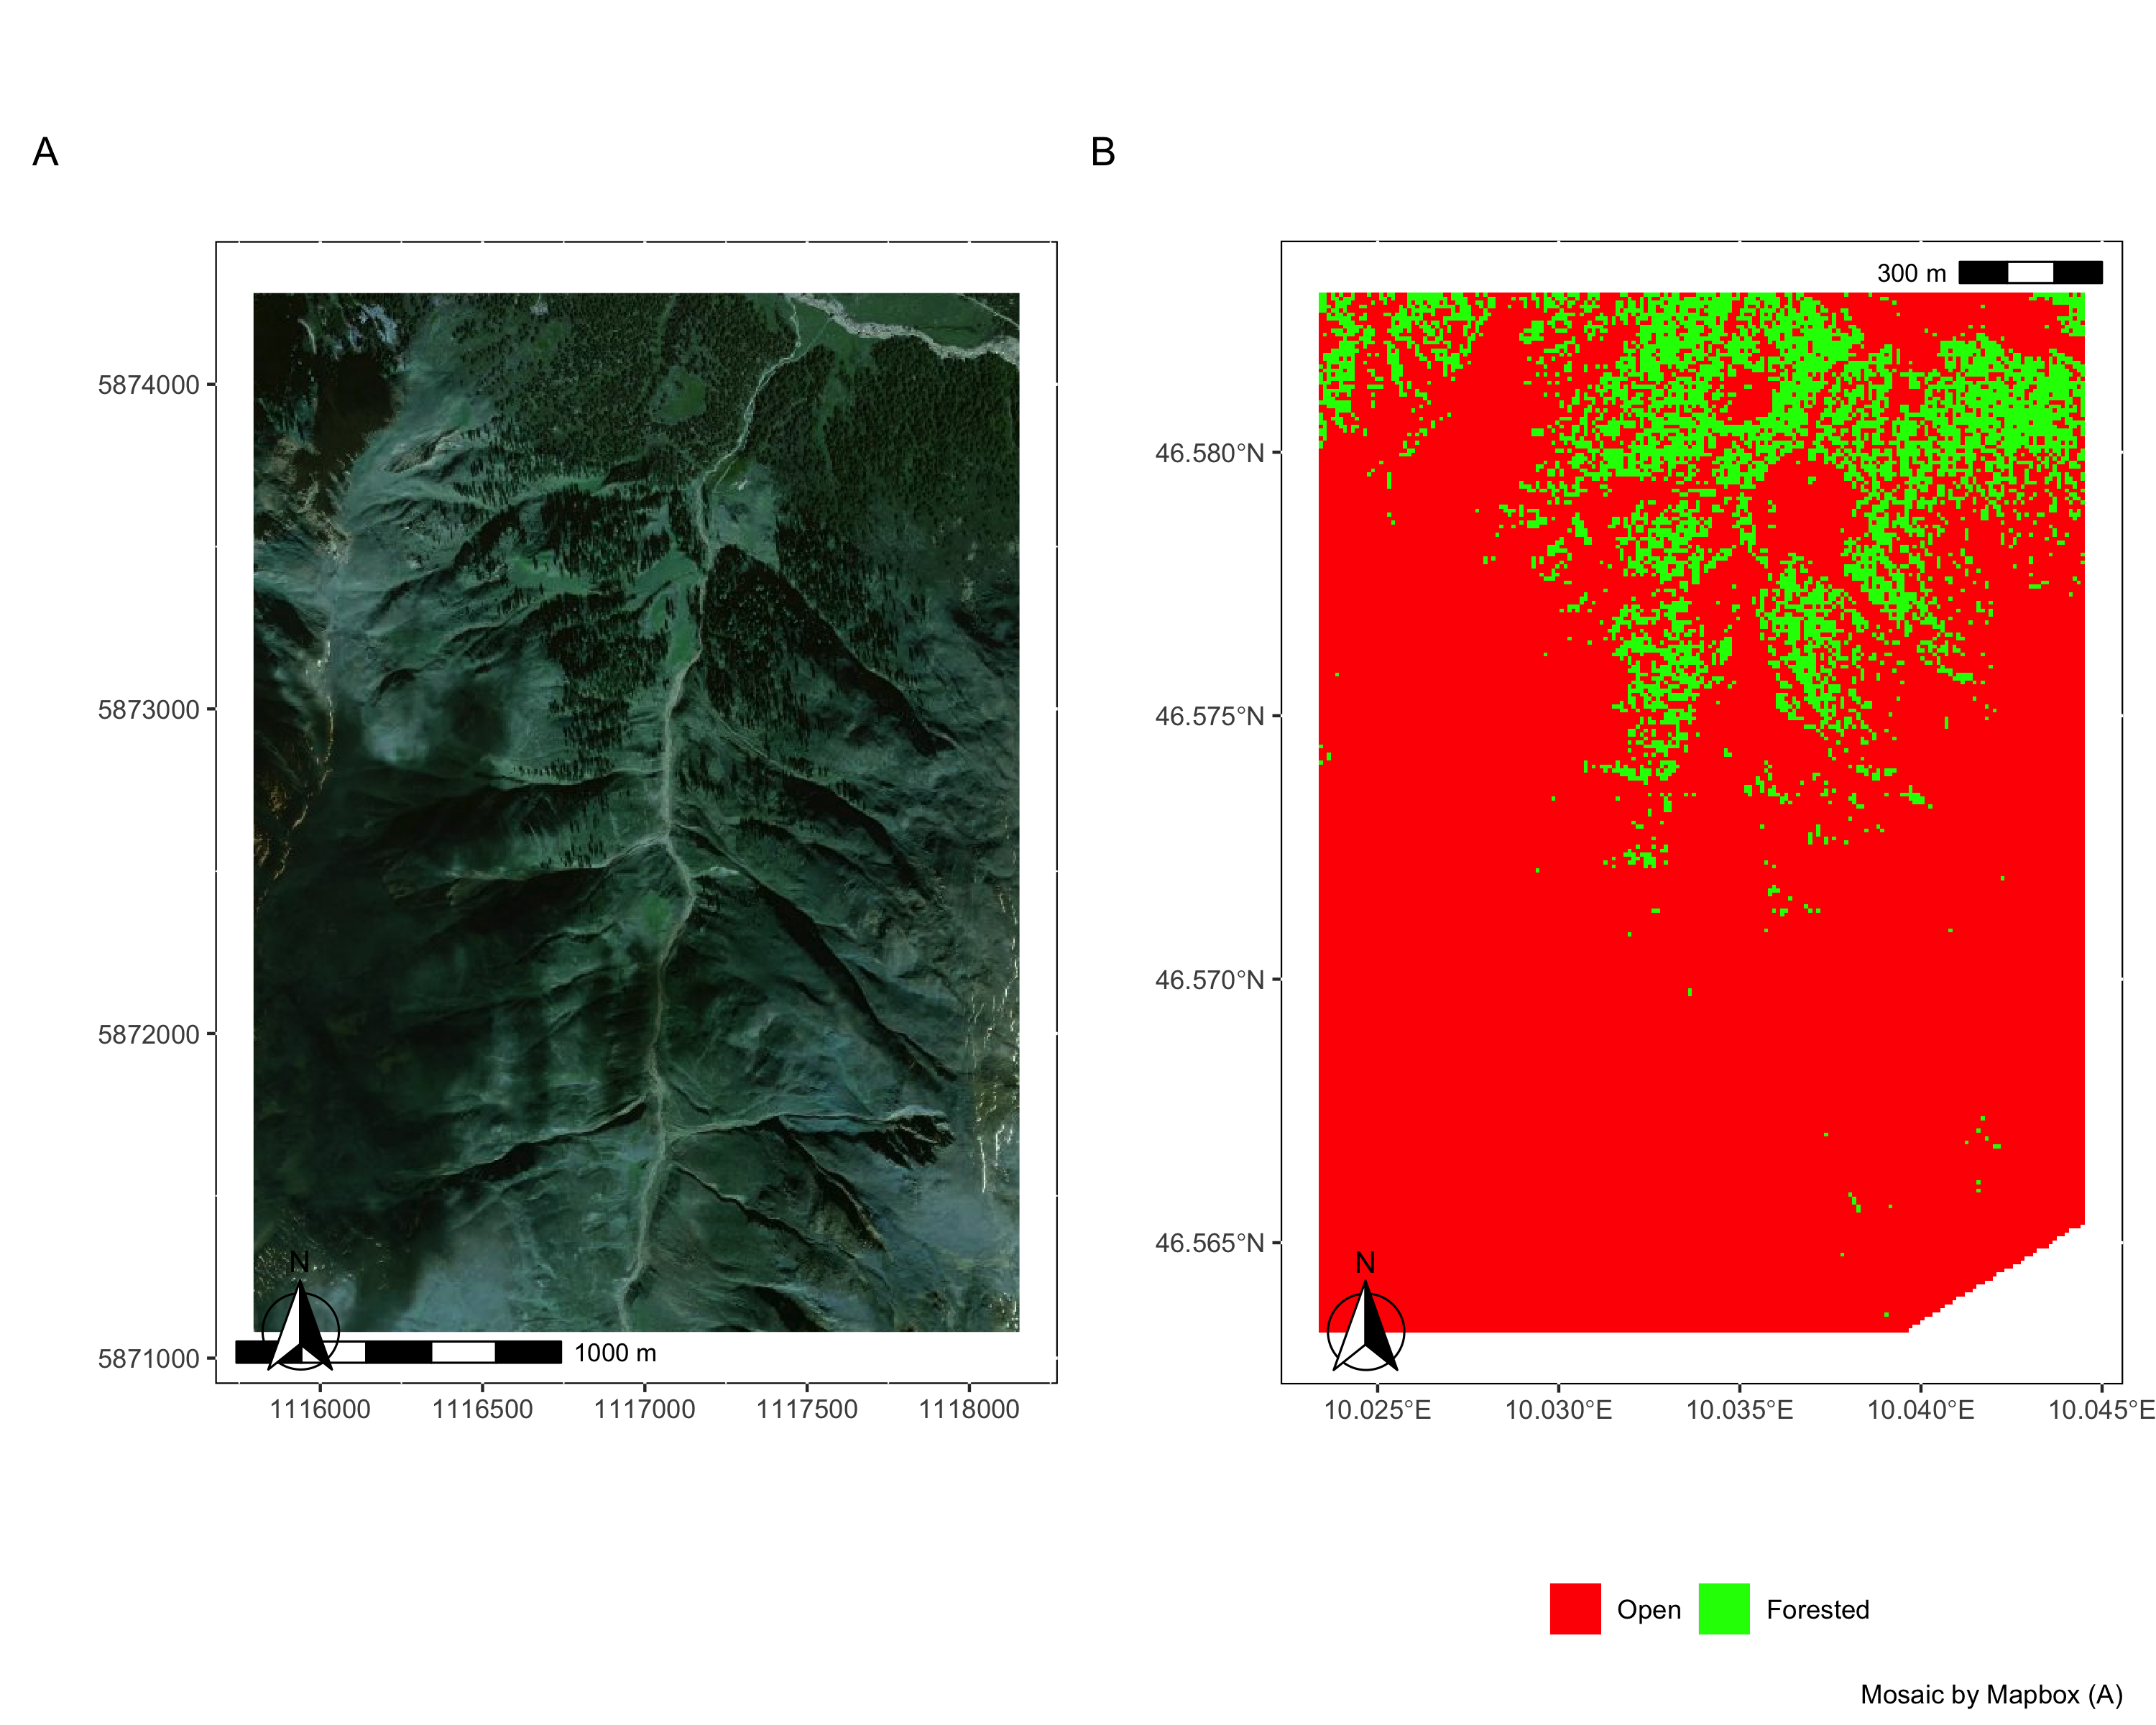 A
B
300 m
5874000
5873000
5872000
5871000
46.580°N
46.575°N
46.570°N
46.565°N
N
1000 m
N
1116000 1116500 1117000 1117500 1118000
10.025°E 10.030°E 10.035°E 10.040°E 10.045°E
Open Forested
Mosaic by Mapbox (A)